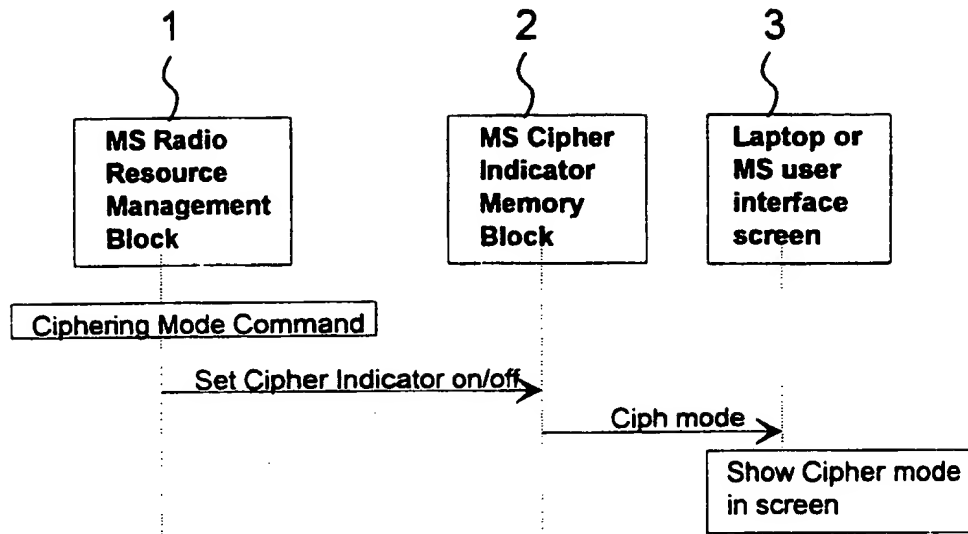 1
2
3
MS Radio
Resource
Management
Block
MS Cipher
Indicator
Memory
Block
Laptop or
MS user
interface
screen
Ciphering Mode Command
Set Cipher Indicator on/off
Ciph mode
Show Cipher mode
in screen